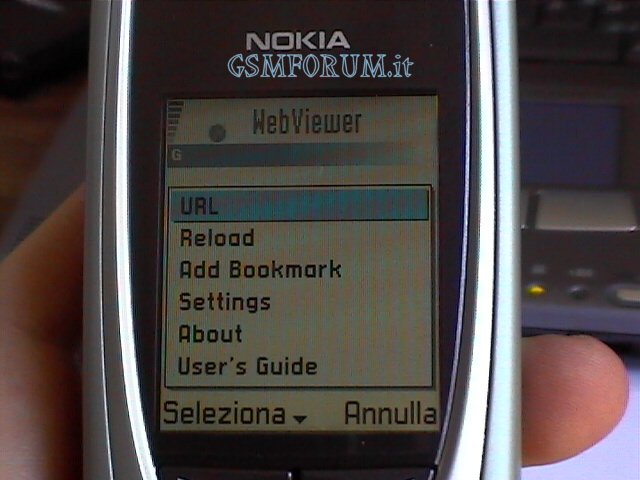 NOKIA
GSMFORUM.it
WebViewer
G
URL
Reload
Add Bookmark
Settings
About
User's Guide
Seleziona Annulla